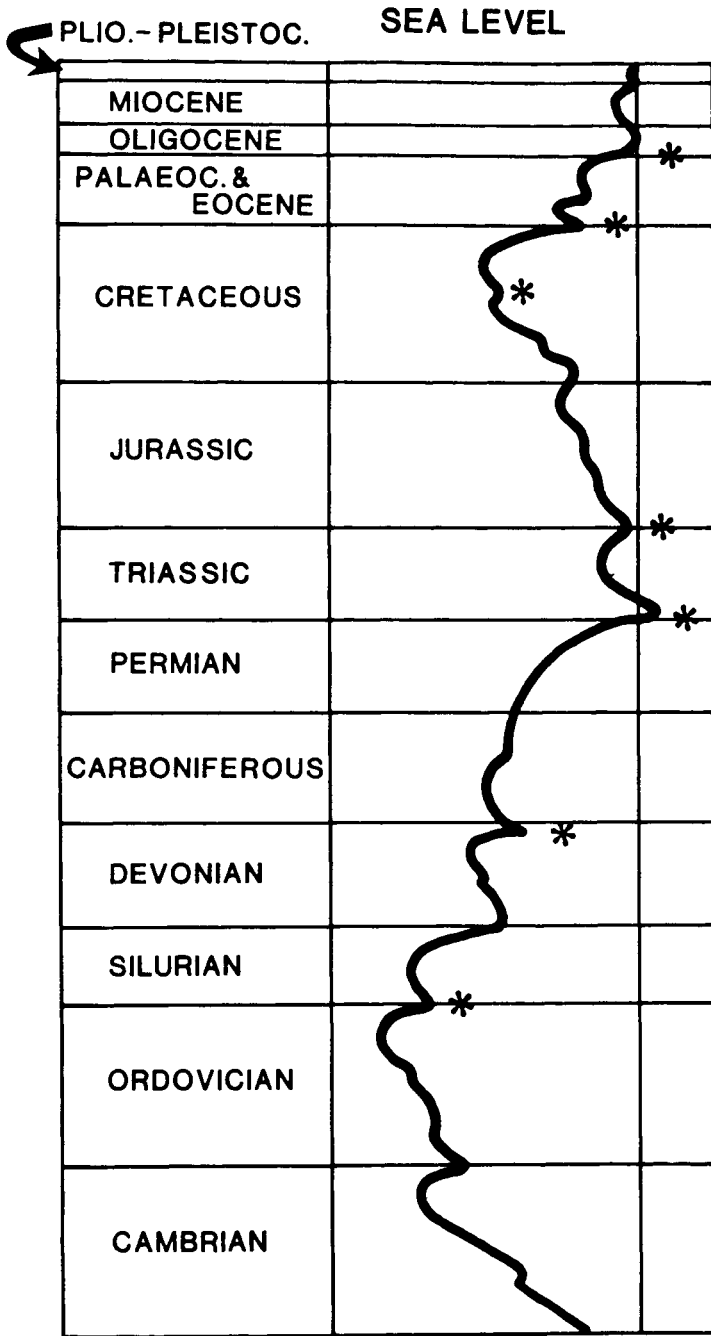 PLIO.-PLEISTOC.
SEA LEVEL
MIOCENE
OLIGOCENE
PALAEOC. &
EOCENE
CRETACEOUS
JURASSIC
TRIASSIC
PERMIAN
CARBONIFEROUS
DEVONIAN
SILURIAN
ORDOVICIAN
CAMBRIAN